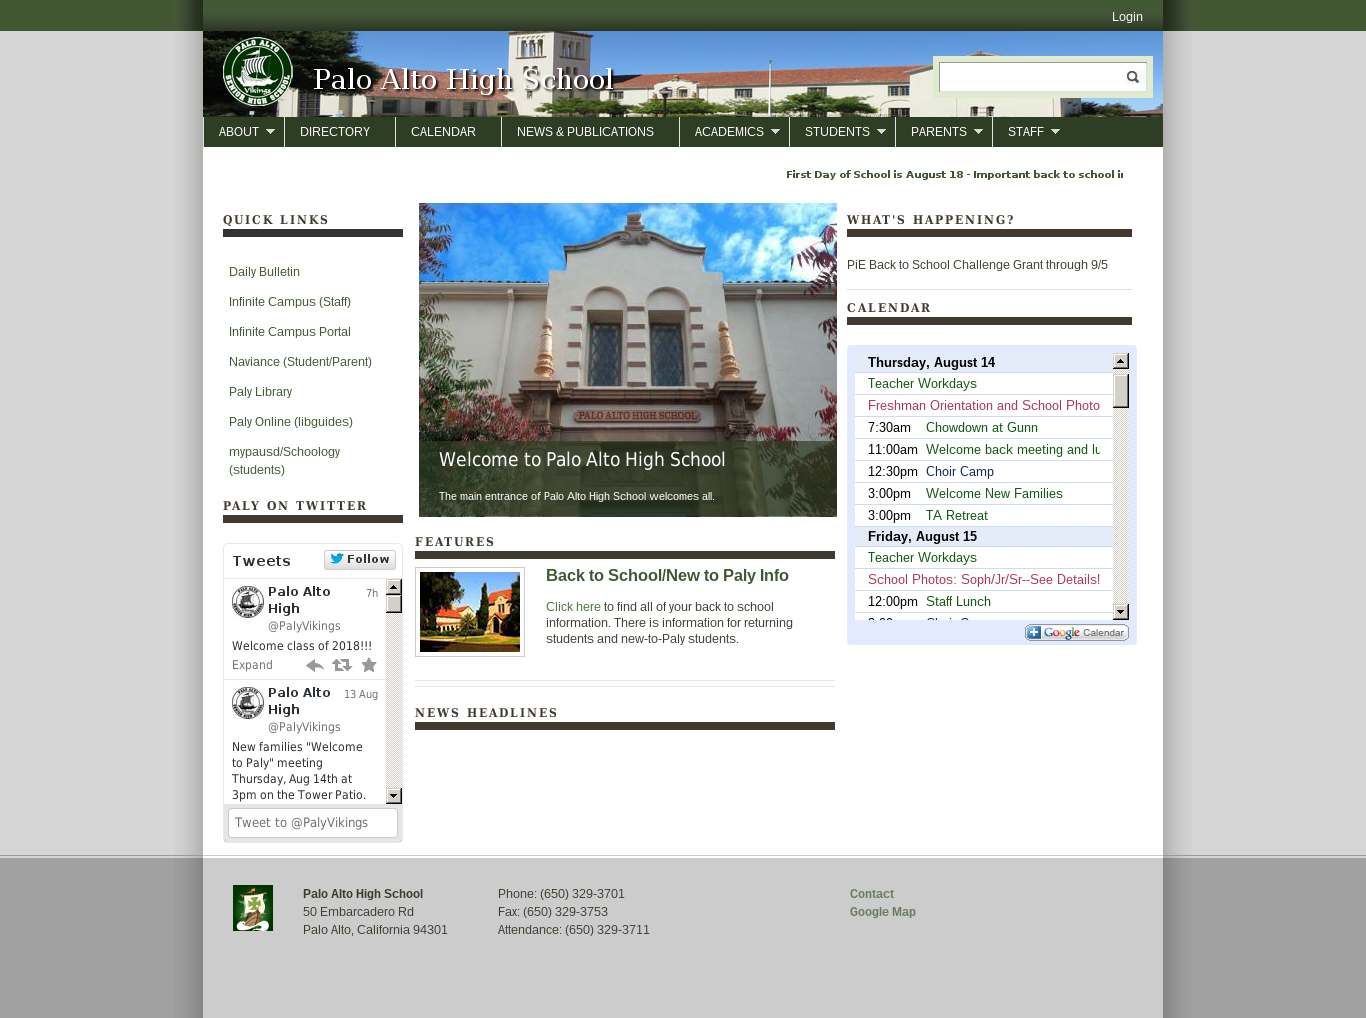 Login
PALO ALTO
Vikings
SENIOR HIGH SCHOOL
Palo Alto High School
ABOUT DIRECTORY CALENDAR NEWS & PUBLICATIONS ACADEMICS STUDENTS PARENTS STAFF
First Day of School is August 18 - Important back to school i
QUICK LINKS
Daily Bulletin
Infinite Campus (Staff)
Infinite Campus Portal
Naviance (Student/Parent)
Paly Library
Paly Online (libguides)
mypausd/Schoology
(students)
PALY ON TWITTER
Tweets
Follow
Palo Alto
High
7h
@PalyVikings
Welcome class of 2018!!!
Expand
Palo Alto
High
13 Aug
@PalyVikings
New families "Welcome
to Paly" meeting
Thursday, Aug 14th at
3pm on the Tower Patio.
Tweet to @PalyVikings
PALO ALTO HIGH SCHOOL
Welcome to Palo Alto High School
The main entrance of Palo Alto High School welcomes all.
FEATURES
Back to School/New to Paly Info
Click here to find all of your back to school
information. There is information for returning
students and new-to-Paly students.
NEWS HEADLINES
WHAT'S HAPPENING?
PiE Back to School Challenge Grant through 9/5
CALENDAR
Thursday, August 14
Teacher Workdays
Freshman Orientation and School Photo
7:30am Chowdown at Gunn
11:00am Welcome back meeting and lu
12:30pm Choir Camp
3:00pm Welcome New Families
3:00pm TA Retreat
Friday, August 15
Teacher Workdays
School Photos: Soph/Jr/Sr--See Details!
12:00pm Staff Lunch
Google Calendar
Palo Alto High School
50 Embarcadero Rd
Palo Alto, California 94301
Phone: (650) 329-3701
Fax: (650) 329-3753
Attendance: (650) 329-3711
Contact
Google Map